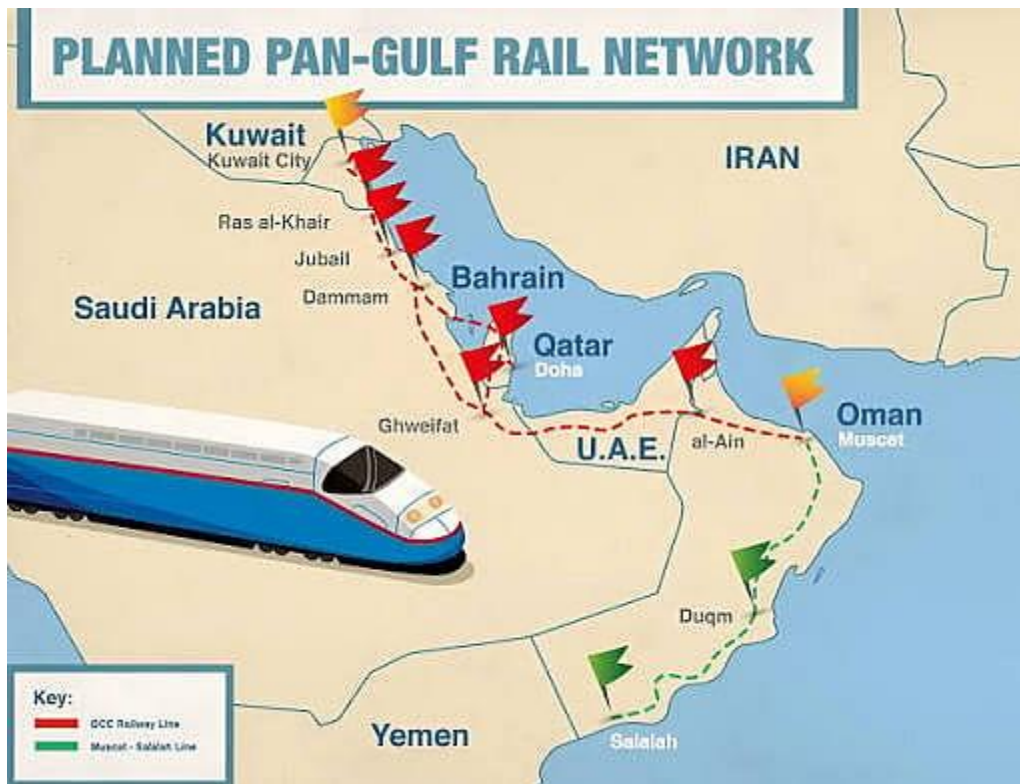 PLANNED PAN-GULF RAIL NETWORK
Kuwait
Kuwait City
IRAN
Ras al-Khair
Jubail
Bahrain
Dammam
Saudi Arabia
Qatar
Doha
Ghweifat
U.A.E.
al-Ain
Oman
Muscat
Duqm
Salalah
Yemen
Key:
GCC Railway Line
Muscat - Salalah Line